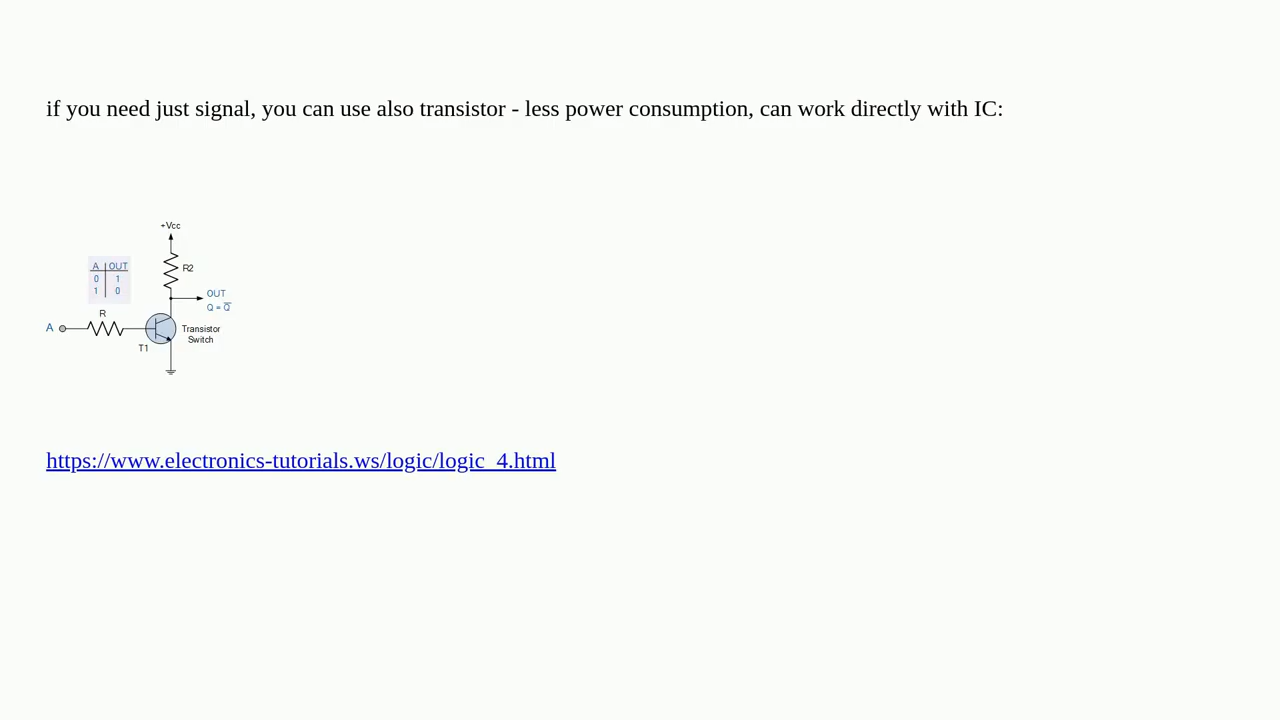 if you need just signal, you can use also transistor - less power consumption, can work directly with IC:
+Vcc
A OUT
0 1
1 0
R2
OUT
Q = Q̅
R
A
Transistor
Switch
T1
https://www.electronics-tutorials.ws/logic/logic_4.html